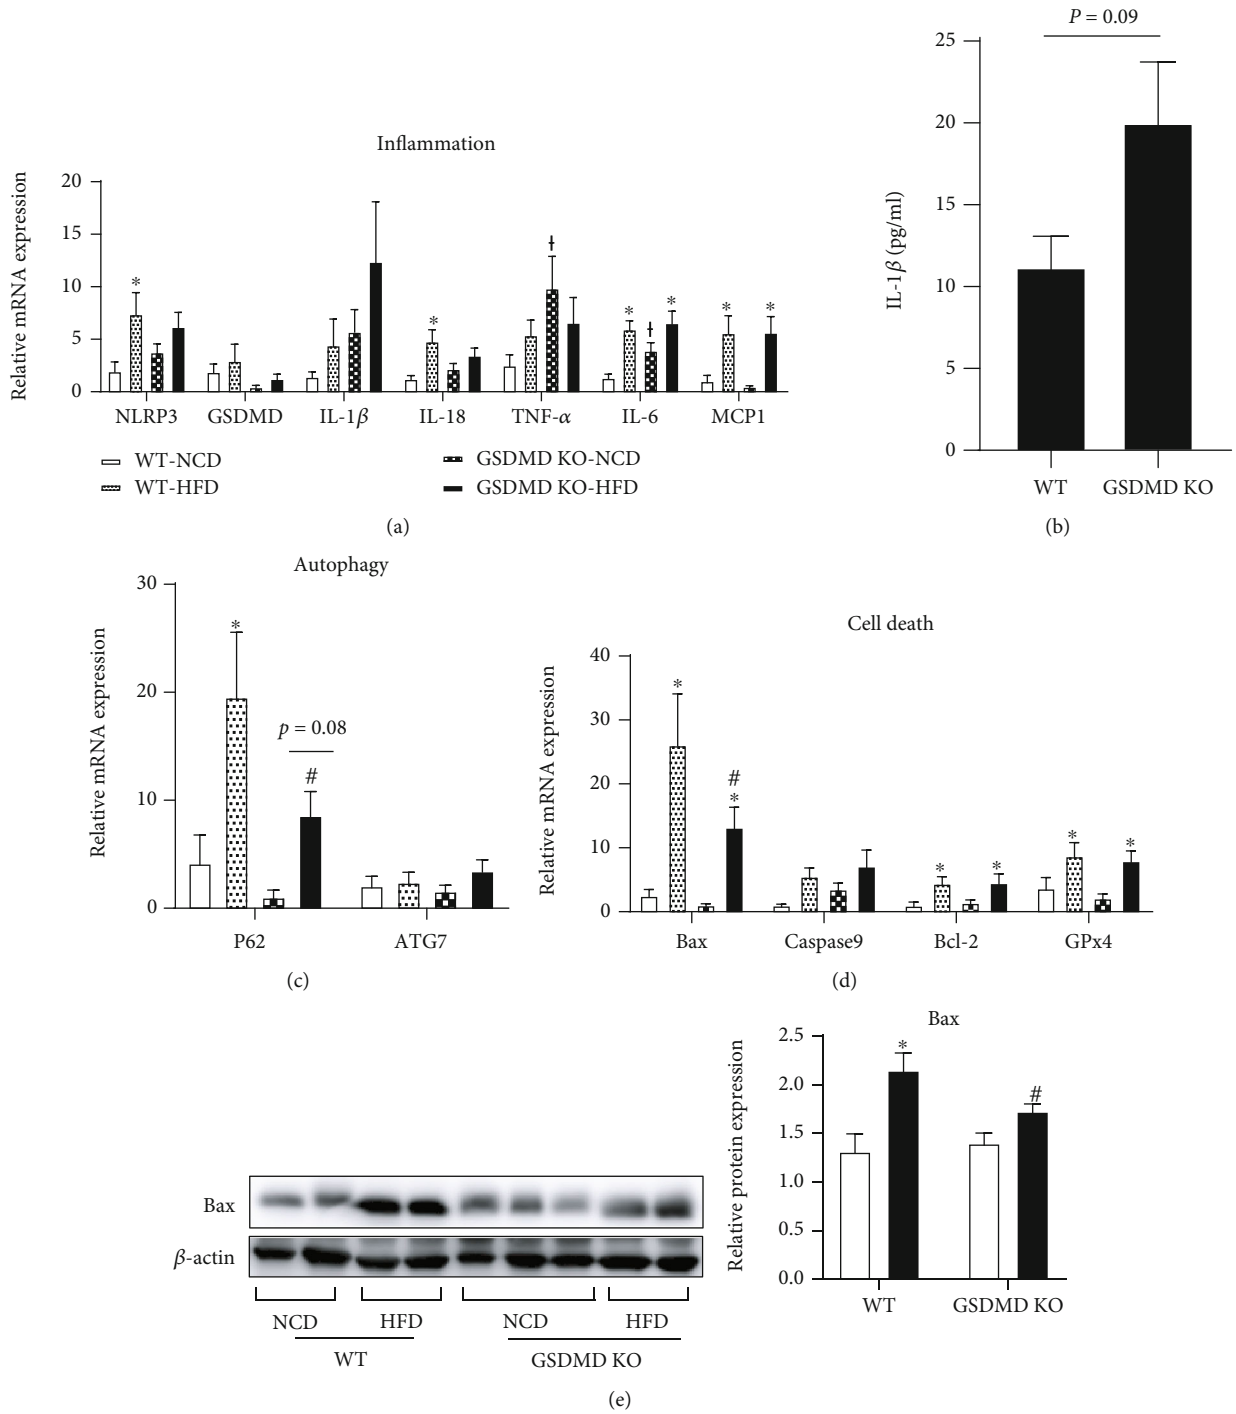 Inflammation
Relative mRNA expression
20
15
10
5
0
*
*
ƚ
*
ƚ
*
*
*
NLRP3 GSDMD IL-1β IL-18 TNF-α IL-6 MCP1
WT-NCD
WT-HFD
GSDMD KO-NCD
GSDMD KO-HFD
(a)
P = 0.09
IL-1β (pg/ml)
25
20
15
10
5
0
WT GSDMD KO
(b)
Autophagy
Relative mRNA expression
30
20
10
0
*
p = 0.08
#
P62 ATG7
(c)
Cell death
Relative mRNA expression
40
30
20
10
0
*
#
*
*
*
*
*
Bax Caspase9 Bcl-2 GPx4
(d)
Bax
β-actin
NCD HFD NCD HFD
WT GSDMD KO
Bax
Relative protein expression
2.5
2.0
1.5
1.0
0.5
0.0
*
#
WT GSDMD KO
(e)